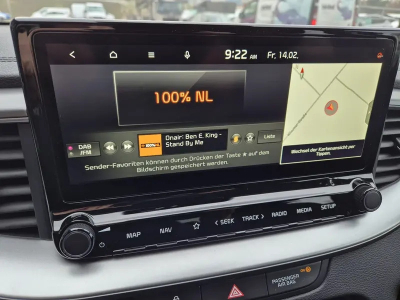 9:22 AM
Fr, 14.02.
100% NL
DAB
Onair: Ben E. King -
Stand By Me
Liste
Sender-Favoriten können durch Drücken der Taste ☆ auf dem
Bildschirm gespeichert werden.
Wechsel der Kartenansicht per
Tippen.
MAP
NAV
☆
< SEEK
TRACK >
RADIO
MEDIA
SETUP
PASSENGER
AIR BAG